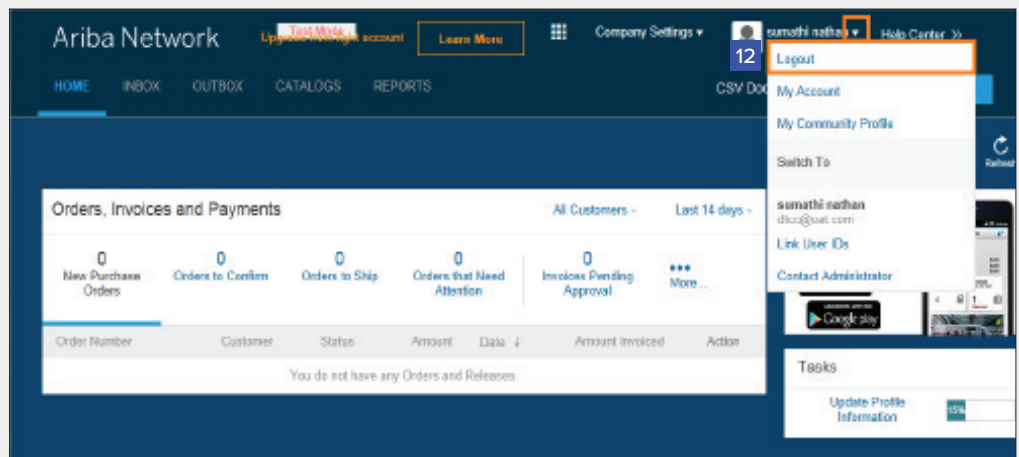 Ariba Network
Test Mode
Learn More
Company Settings
sumathi nathan
Help Center >>
12
Logout
HOME INBOX OUTBOX CATALOGS REPORTS
CSV Doc
My Account
My Community Profile
Switch To
Refresh
Orders, Invoices and Payments
All Customers
Last 14 days
sumathi nathan
dtcc@uat.com
Link User IDs
Contact Administrator
0 0 0 0 0
New Purchase Orders
Orders to Confirm
Orders to Ship
Orders that Need Attention
Invoices Pending Approval
More...
Google play
Order Number Customer Status Amount Date ↓ Amount Invoiced Action
You do not have any Orders and Releases
Tasks
Update Profile
Information
15%